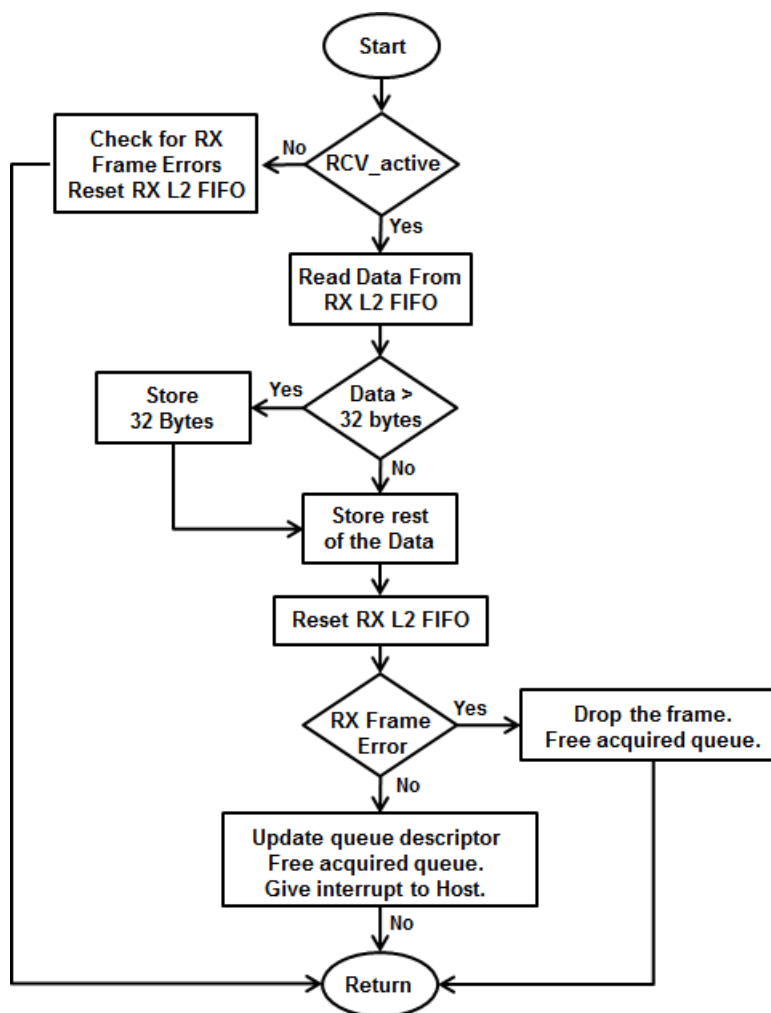 Start
Check for RX
Frame Errors
Reset RX L2 FIFO
No
RCV_active
Yes
Read Data From
RX L2 FIFO
Store
32 Bytes
Yes
Data >
32 bytes
No
Store rest
of the Data
Reset RX L2 FIFO
RX Frame
Error
Yes
Drop the frame.
Free acquired queue.
No
Update queue descriptor
Free acquired queue.
Give interrupt to Host.
No
Return